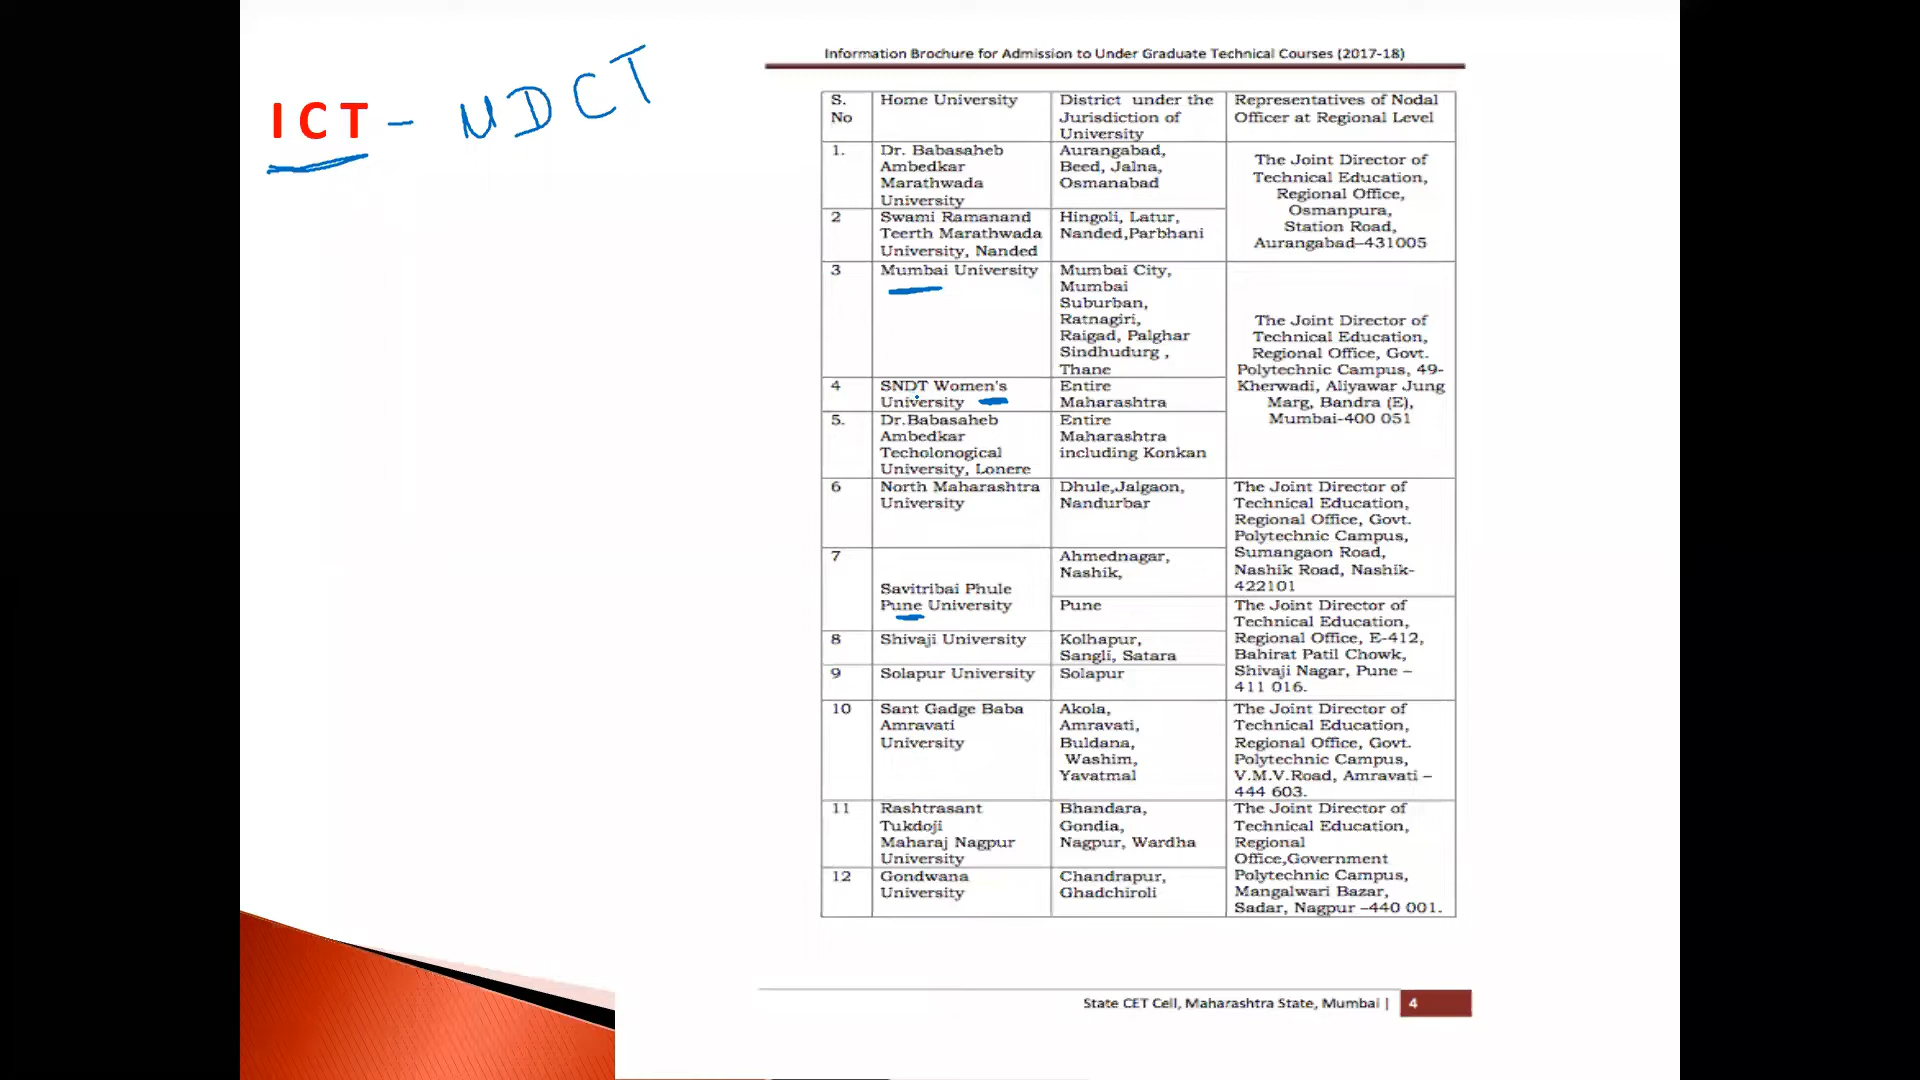 ICT - UDCT
Information Brochure for Admission to Under Graduate Technical Courses (2017-18)
S. No
Home University
District under the Jurisdiction of University
Representatives of Nodal Officer at Regional Level
1.
Dr. Babasaheb
Ambedkar
Marathwada
University
Aurangabad,
Beed, Jalna,
Osmanabad
The Joint Director of
Technical Education,
Regional Office,
Osmanpura,
Station Road,
Aurangabad–431005
2
Swami Ramanand
Teerth Marathwada
University, Nanded
Hingoli, Latur,
Nanded,Parbhani
3
Mumbai University
Mumbai City,
Mumbai
Suburban,
Ratnagiri,
Raigad, Palghar
Sindhudurg ,
Thane
The Joint Director of
Technical Education,
Regional Office, Govt.
Polytechnic Campus, 49-
Kherwadi, Aliyawar Jung
Marg, Bandra (E),
Mumbai-400 051
4
SNDT Women's
University
Entire
Maharashtra
5.
Dr.Babasaheb
Ambedkar
Techolonogical
University, Lonere
Entire
Maharashtra
including Konkan
6
North Maharashtra
University
Dhule,Jalgaon,
Nandurbar
The Joint Director of
Technical Education,
Regional Office, Govt.
Polytechnic Campus,
Sumangaon Road,
Nashik Road, Nashik-
422101
7
Savitribai Phule
Pune University
Ahmednagar,
Nashik,
Pune
The Joint Director of
Technical Education,
Regional Office, E-412,
Bahirat Patil Chowk,
Shivaji Nagar, Pune –
411 016.
8
Shivaji University
Kolhapur,
Sangli, Satara
9
Solapur University
Solapur
10
Sant Gadge Baba
Amravati
University
Akola,
Amravati,
Buldana,
Washim,
Yavatmal
The Joint Director of
Technical Education,
Regional Office, Govt.
Polytechnic Campus,
V.M.V.Road, Amravati –
444 603.
11
Rashtrasant
Tukdoji
Maharaj Nagpur
University
Bhandara,
Gondia,
Nagpur, Wardha
The Joint Director of
Technical Education,
Regional
Office,Government
Polytechnic Campus,
Mangalwari Bazar,
Sadar, Nagpur –440 001.
12
Gondwana
University
Chandrapur,
Ghadchiroli
State CET Cell, Maharashtra State, Mumbai | 4